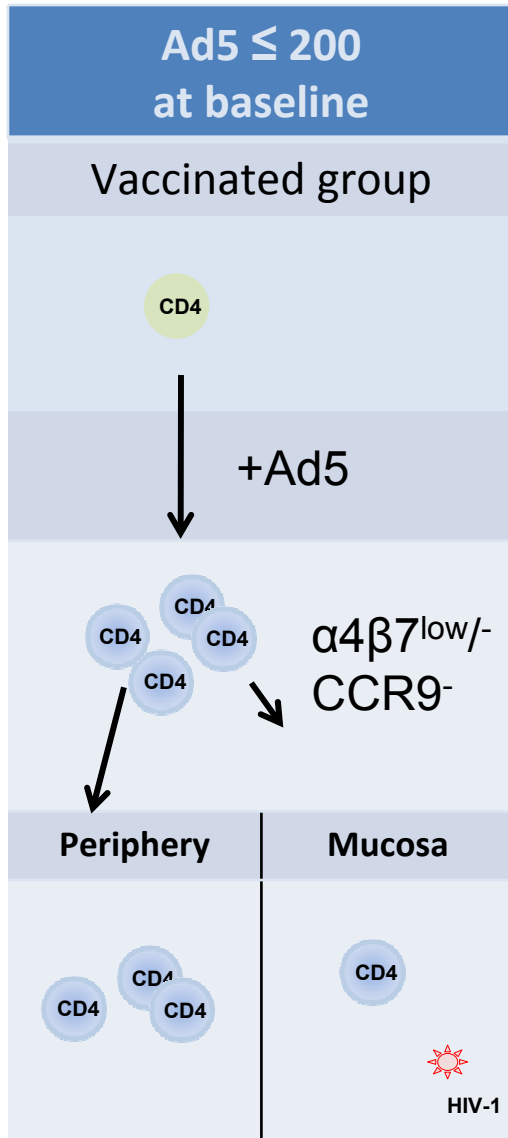 Ad5 ≤ 200
at baseline
Vaccinated group
CD4
+Ad5
CD4
CD4
CD4
CD4
α4β7low/-
CCR9-
Periphery
Mucosa
CD4
CD4
CD4
CD4
HIV-1